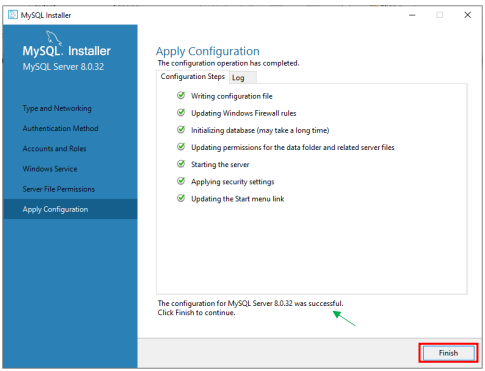 MySQL Installer
MySQL. Installer
MySQL Server 8.0.32
Type and Networking
Authentication Method
Accounts and Roles
Windows Service
Server File Permissions
Apply Configuration
Apply Configuration
The configuration operation has completed.
Configuration Steps Log
Writing configuration file
Updating Windows Firewall rules
Initializing database (may take a long time)
Updating permissions for the data folder and related server files
Starting the server
Applying security settings
Updating the Start menu link
The configuration for MySQL Server 8.0.32 was successful.
Click Finish to continue.
Finish